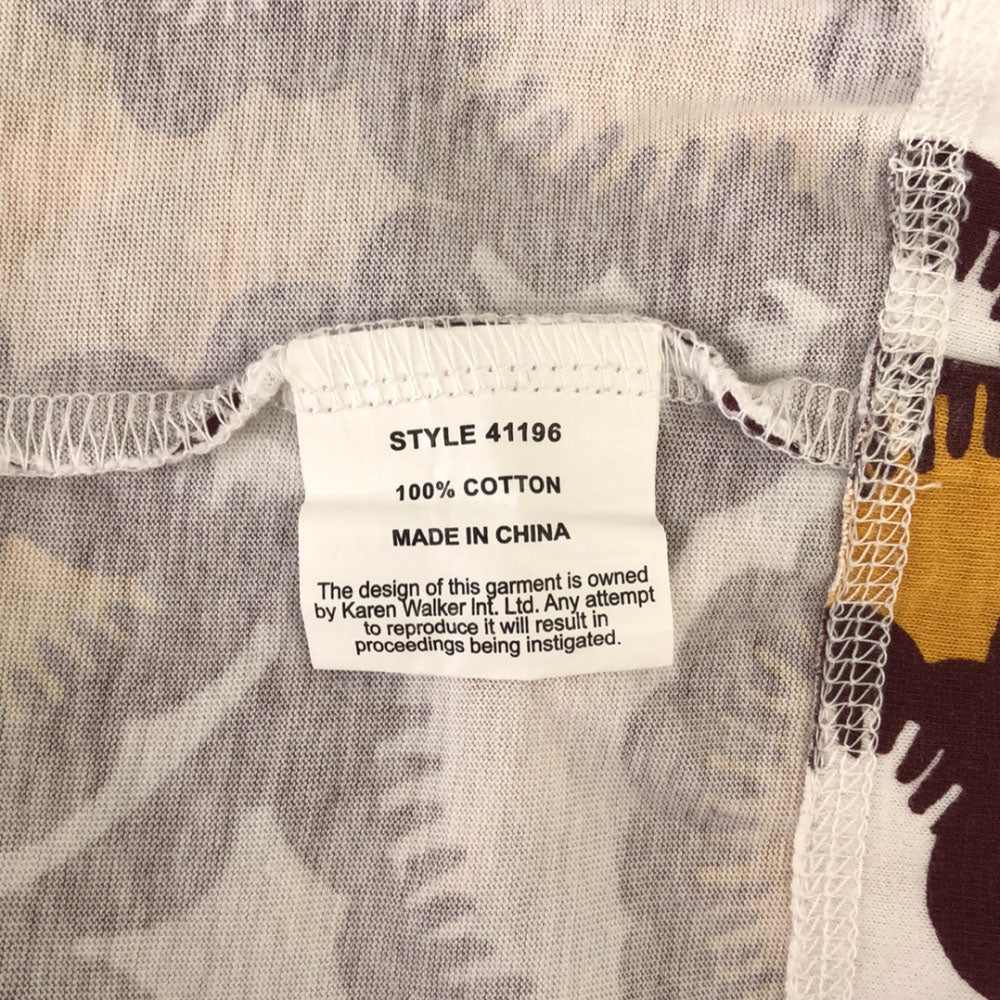 STYLE 41196
100% COTTON
MADE IN CHINA
The design of this garment is owned
by Karen Walker Int. Ltd. Any attempt
to reproduce it will result in
proceedings being instigated.